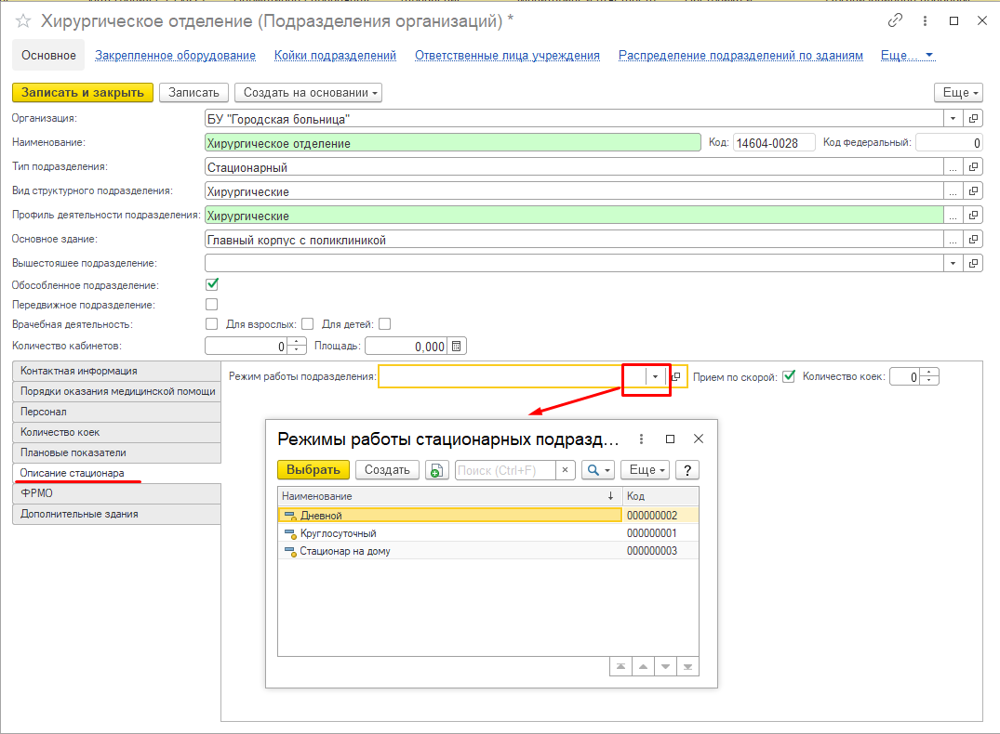 Хирургическое отделение (Подразделения организаций) *
Основное Закрепленное оборудование Койки подразделений Ответственные лица учреждения Распределение подразделений по зданиям Еще...
Записать и закрыть Записать Создать на основании Еще
Организация: БУ "Городская больница"
Наименование: Хирургическое отделение Код: 14604-0028 Код федеральный: 0
Тип подразделения: Стационарный ...
Вид структурного подразделения: Хирургические ...
Профиль деятельности подразделения: Хирургические ...
Основное здание: Главный корпус с поликлиникой ...
Вышестоящее подразделение:
Обособленное подразделение:
Передвижное подразделение:
Врачебная деятельность: Для взрослых: Для детей:
Количество кабинетов: 0 Площадь: 0,000
Контактная информация
Порядки оказания медицинской помощи
Персонал
Количество коек
Плановые показатели
Описание стационара
ФРМО
Дополнительные здания
Режим работы подразделения: Прием по скорой: Количество коек: 0
Режимы работы стационарных подразд...
Выбрать Создать Поиск (Ctrl+F) × Еще ?
Наименование ↓ Код
Дневной 000000002
Круглосуточный 000000001
Стационар на дому 000000003